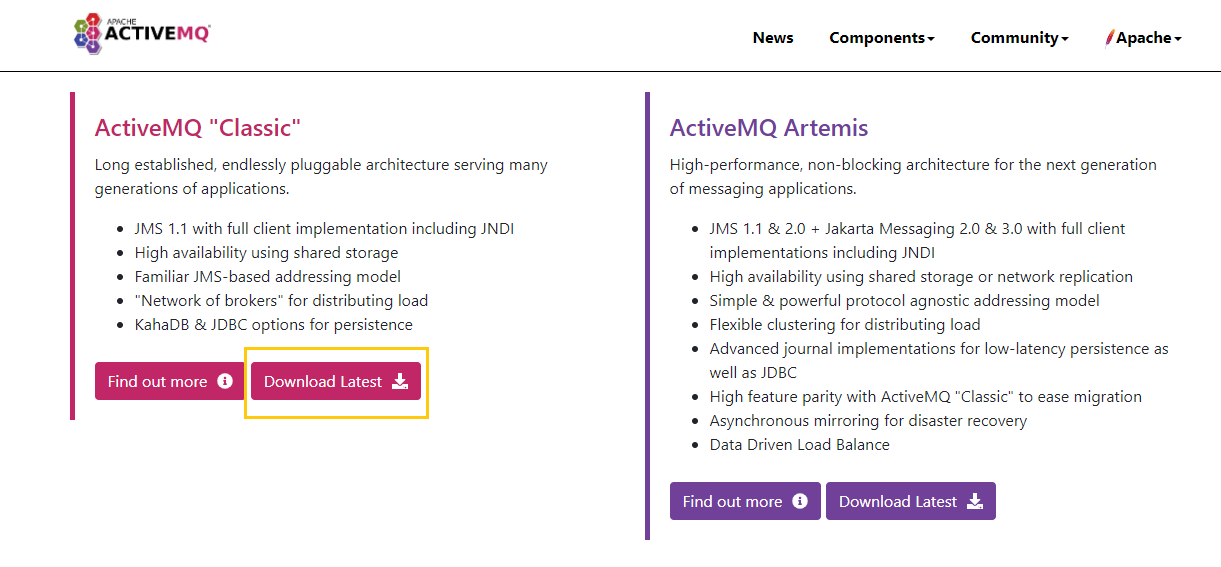 APACHE
ACTIVEMQ
News
Components
Community
Apache
ActiveMQ "Classic"
Long established, endlessly pluggable architecture serving many
generations of applications.
JMS 1.1 with full client implementation including JNDI
High availability using shared storage
Familiar JMS-based addressing model
"Network of brokers" for distributing load
KahaDB & JDBC options for persistence
Find out more
Download Latest
ActiveMQ Artemis
High-performance, non-blocking architecture for the next generation
of messaging applications.
JMS 1.1 & 2.0 + Jakarta Messaging 2.0 & 3.0 with full client
implementations including JNDI
High availability using shared storage or network replication
Simple & powerful protocol agnostic addressing model
Flexible clustering for distributing load
Advanced journal implementations for low-latency persistence as
well as JDBC
High feature parity with ActiveMQ "Classic" to ease migration
Asynchronous mirroring for disaster recovery
Data Driven Load Balance
Find out more
Download Latest